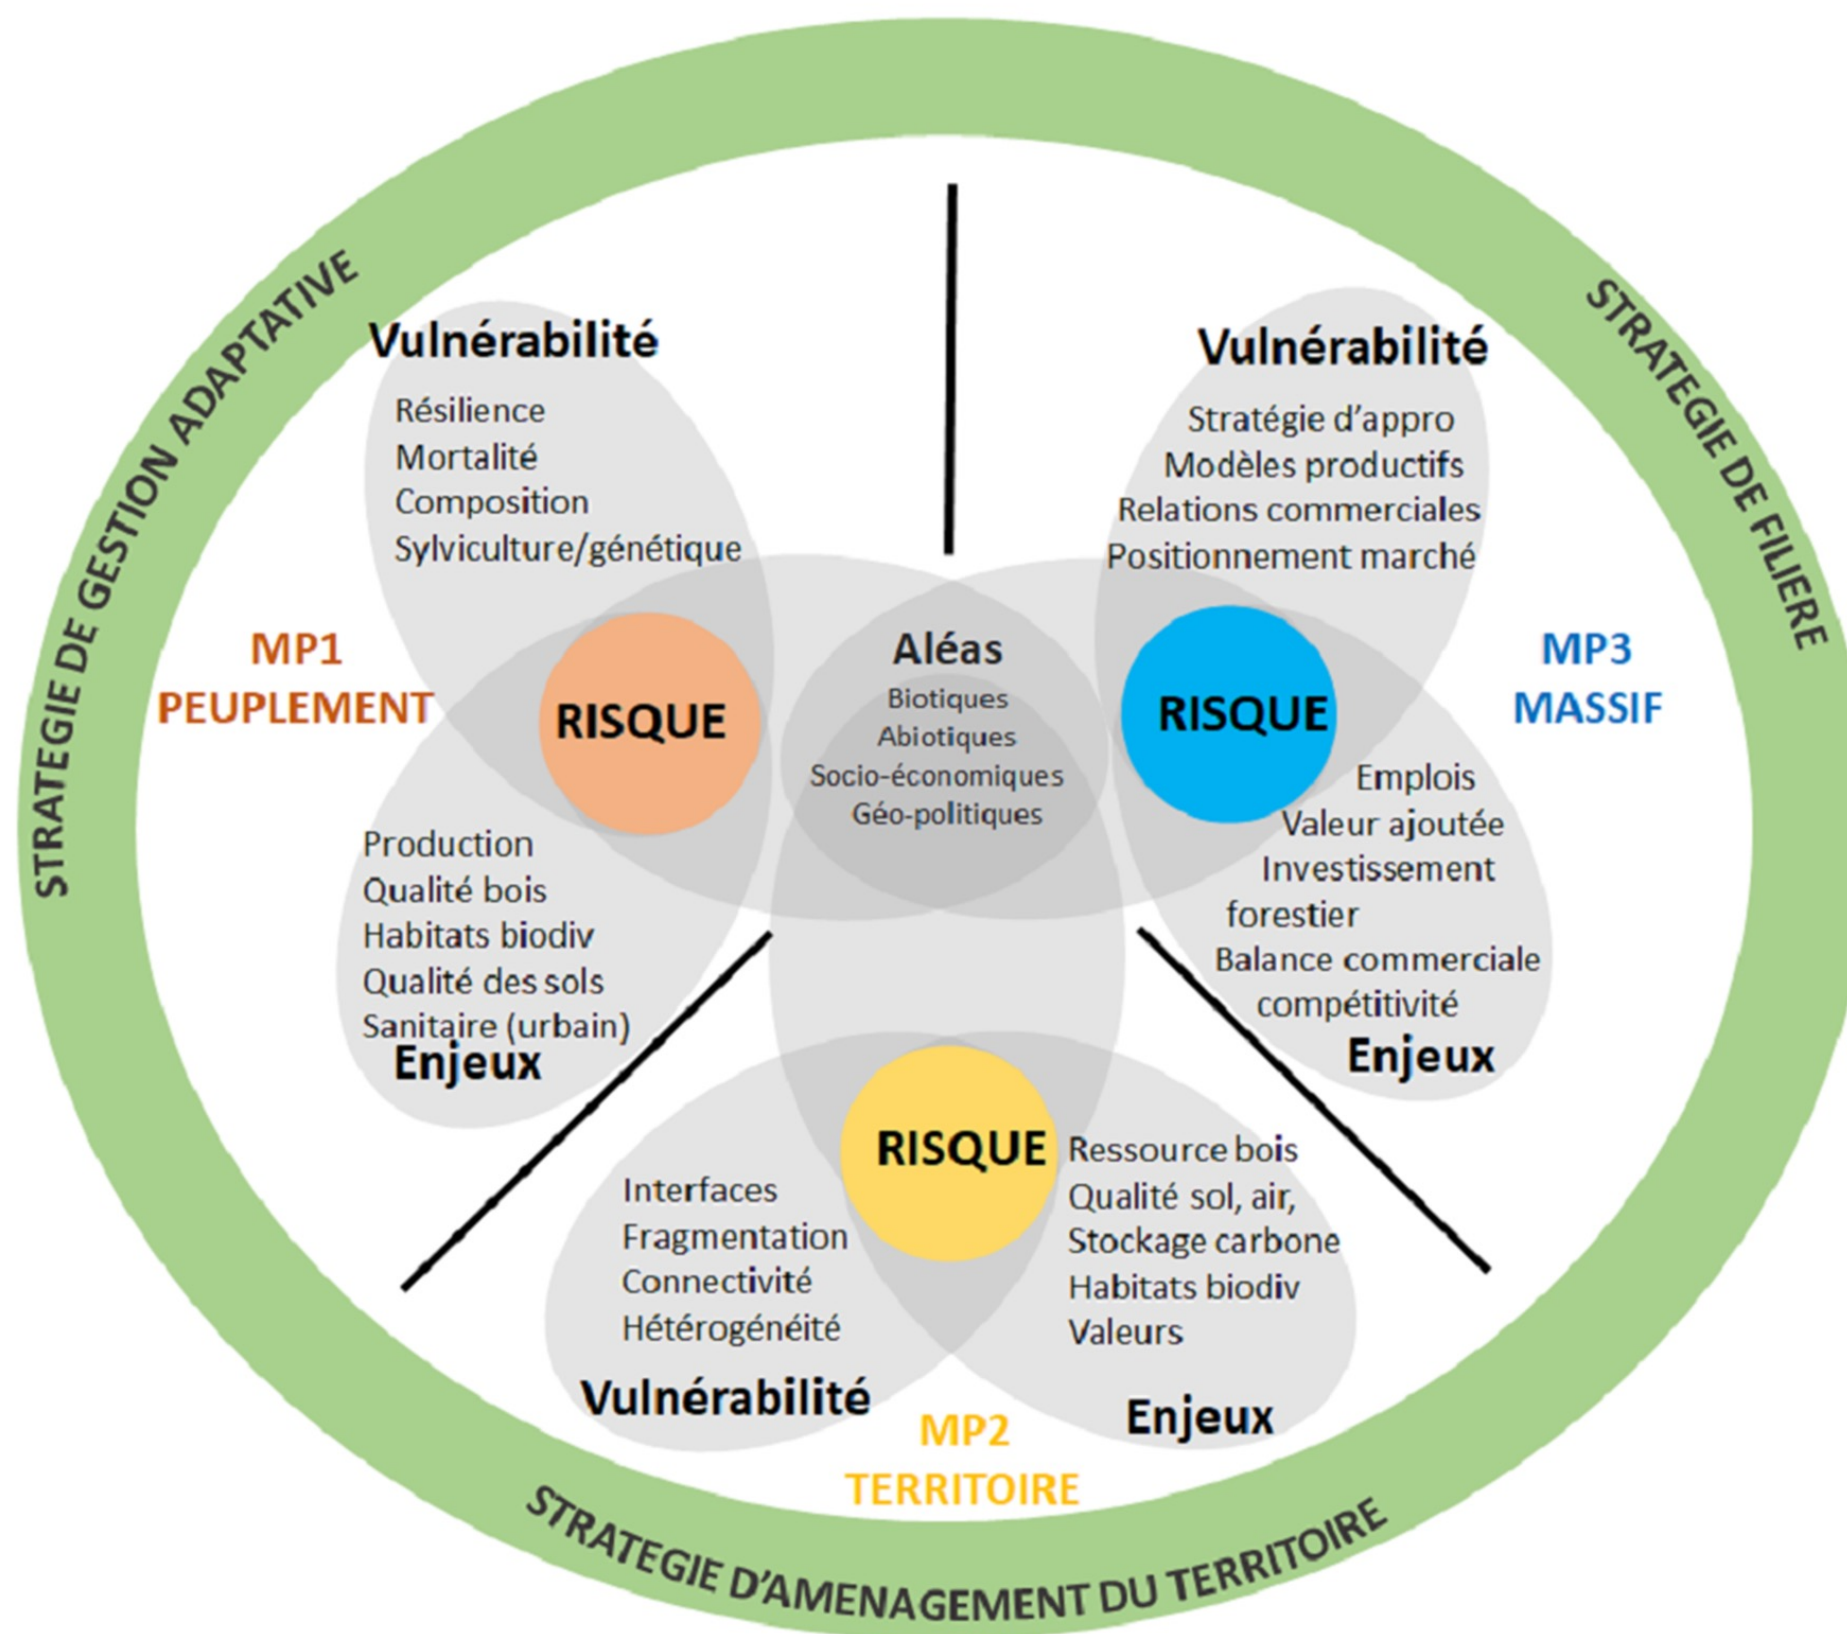 STRATEGIE DE GESTION ADAPTATIVE
STRATEGIE DE FILIERE
Vulnérabilité
Résilience
Mortalité
Composition
Sylviculture/génétique
MP1
PEUPLEMENT
RISQUE
Production
Qualité bois
Habitats biodiv
Qualité des sols
Sanitaire (urbain)
Enjeux
Aléas
Biotiques
Abiotiques
Socio-économiques
Géo-politiques
Vulnérabilité
Stratégie d’appro
Modèles productifs
Relations commerciales
Positionnement marché
RISQUE
MP3
MASSIF
Emplois
Valeur ajoutée
Investissement
forestier
Balance commerciale
compétitivité
Enjeux
RISQUE
Interfaces
Fragmentation
Connectivité
Hétérogénéité
Vulnérabilité
Ressource bois
Qualité sol, air,
Stockage carbone
Habitats biodiv
Valeurs
Enjeux
MP2
TERRITOIRE
STRATEGIE D’AMENAGEMENT DU TERRITOIRE